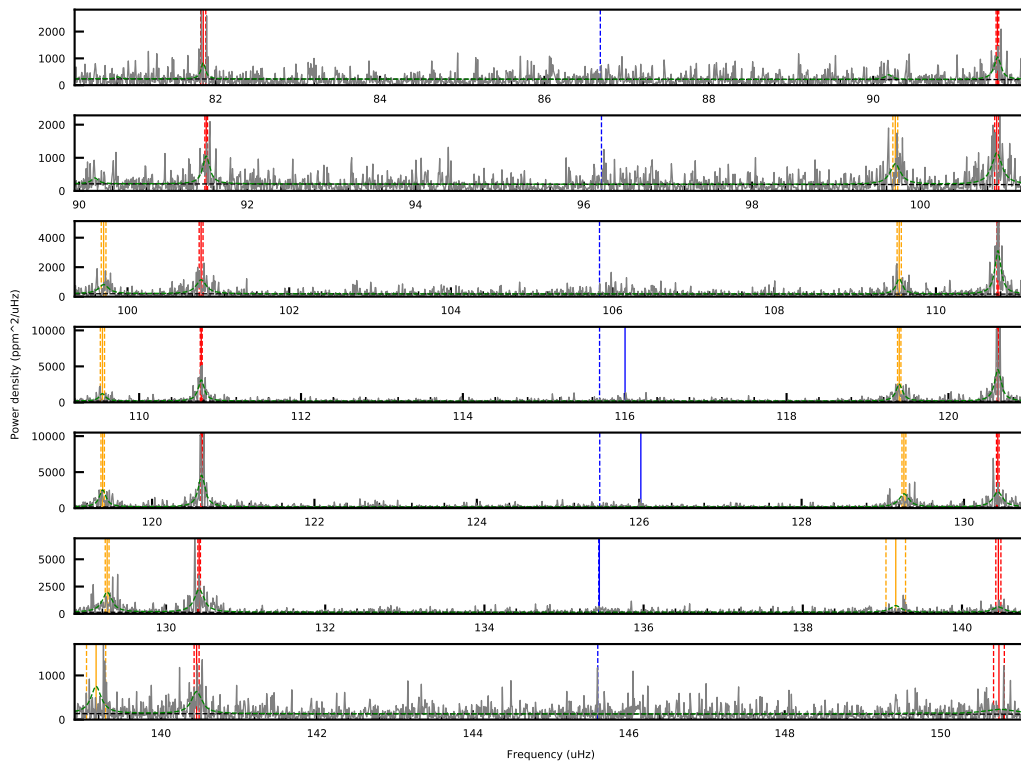 2000
1000
0
82 84 86 88 90
2000
1000
0
90 92 94 96 98 100
4000
2000
0
100 102 104 106 108 110
10000
5000
0
110 112 114 116 118 120
10000
5000
0
120 122 124 126 128 130
5000
2500
0
130 132 134 136 138 140
1000
0
140 142 144 146 148 150
Power density (ppm^2/uHz)
Frequency (uHz)